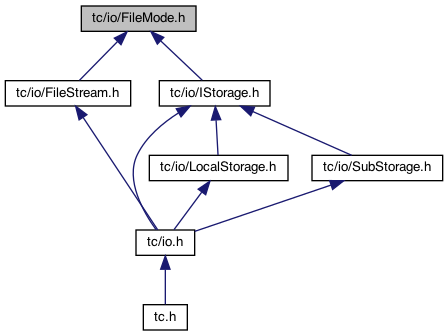 tc/io/FileMode.h
tc/io/FileStream.h
tc/io/IStorage.h
tc/io/LocalStorage.h
tc/io/SubStorage.h
tc/io.h
tc.h